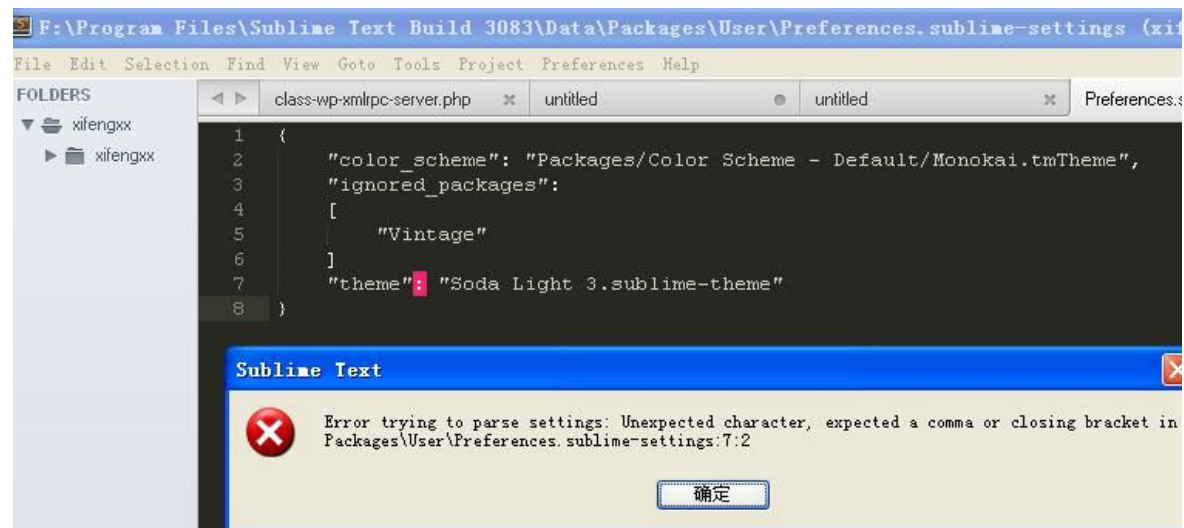 F:\Program Files\Sublime Text Build 3083\Data\Packages\User\Preferences.sublime-settings (xif
File Edit Selection Find View Goto Tools Project Preferences Help
FOLDERS
xifengxx
xifengxx
class-wp-xmlrpc-server.php untitled untitled Preferences.s
1 {
2 "color_scheme": "Packages/Color Scheme - Default/Monokai.tmTheme",
3 "ignored_packages":
4 [
5 "Vintage"
6 ]
7 "theme": "Soda Light 3.sublime-theme"
8 }
Sublime Text
Error trying to parse settings: Unexpected character, expected a comma or closing bracket in
Packages\User\Preferences.sublime-settings:7:2
确定